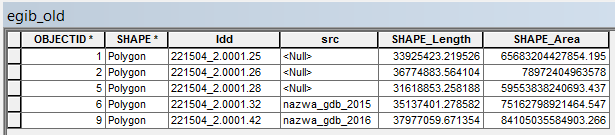 egib_old
OBJECTID * SHAPE * Idd src SHAPE_Length SHAPE_Area
1 Polygon 221504_2.0001.25 <Null> 33925423.219526 65683204427854.195
2 Polygon 221504_2.0001.26 <Null> 36774883.564104 78972404963578
5 Polygon 221504_2.0001.28 <Null> 31618853.258188 59553838240693.437
6 Polygon 221504_2.0001.32 nazwa_gdb_2015 35137401.278582 75162798921464.547
9 Polygon 221504_2.0001.42 nazwa_gdb_2016 37977059.671354 84105035584903.266